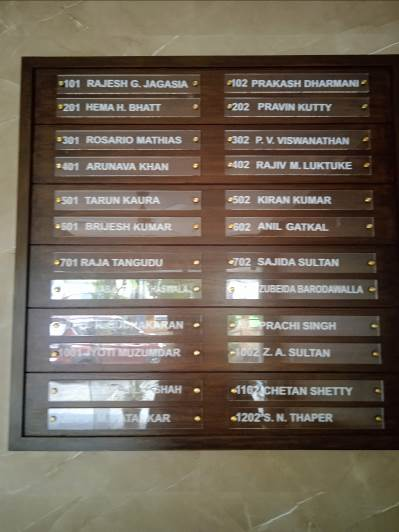 101 RAJESH G. JAGASIA 102 PRAKASH DHARMANI
201 HEMA H. BHATT 202 PRAVIN KUTTY
301 ROSARIO MATHIAS 302 P. V. VISWANATHAN
401 ARUNAVA KHAN 402 RAJIV M. LUKTUKE
501 TARUN KAURA 502 KIRAN KUMAR
601 BRIJESH KUMAR 602 ANIL GATKAL
701 RAJA TANGUDU 702 SAJIDA SULTAN
ZUBEIDA BARODAWALLA
PRACHI SINGH
1001 JYOTI MUZUMDAR 1002 Z. A. SULTAN
SHAH 1102 CHETAN SHETTY
1202 S. N. THAPER